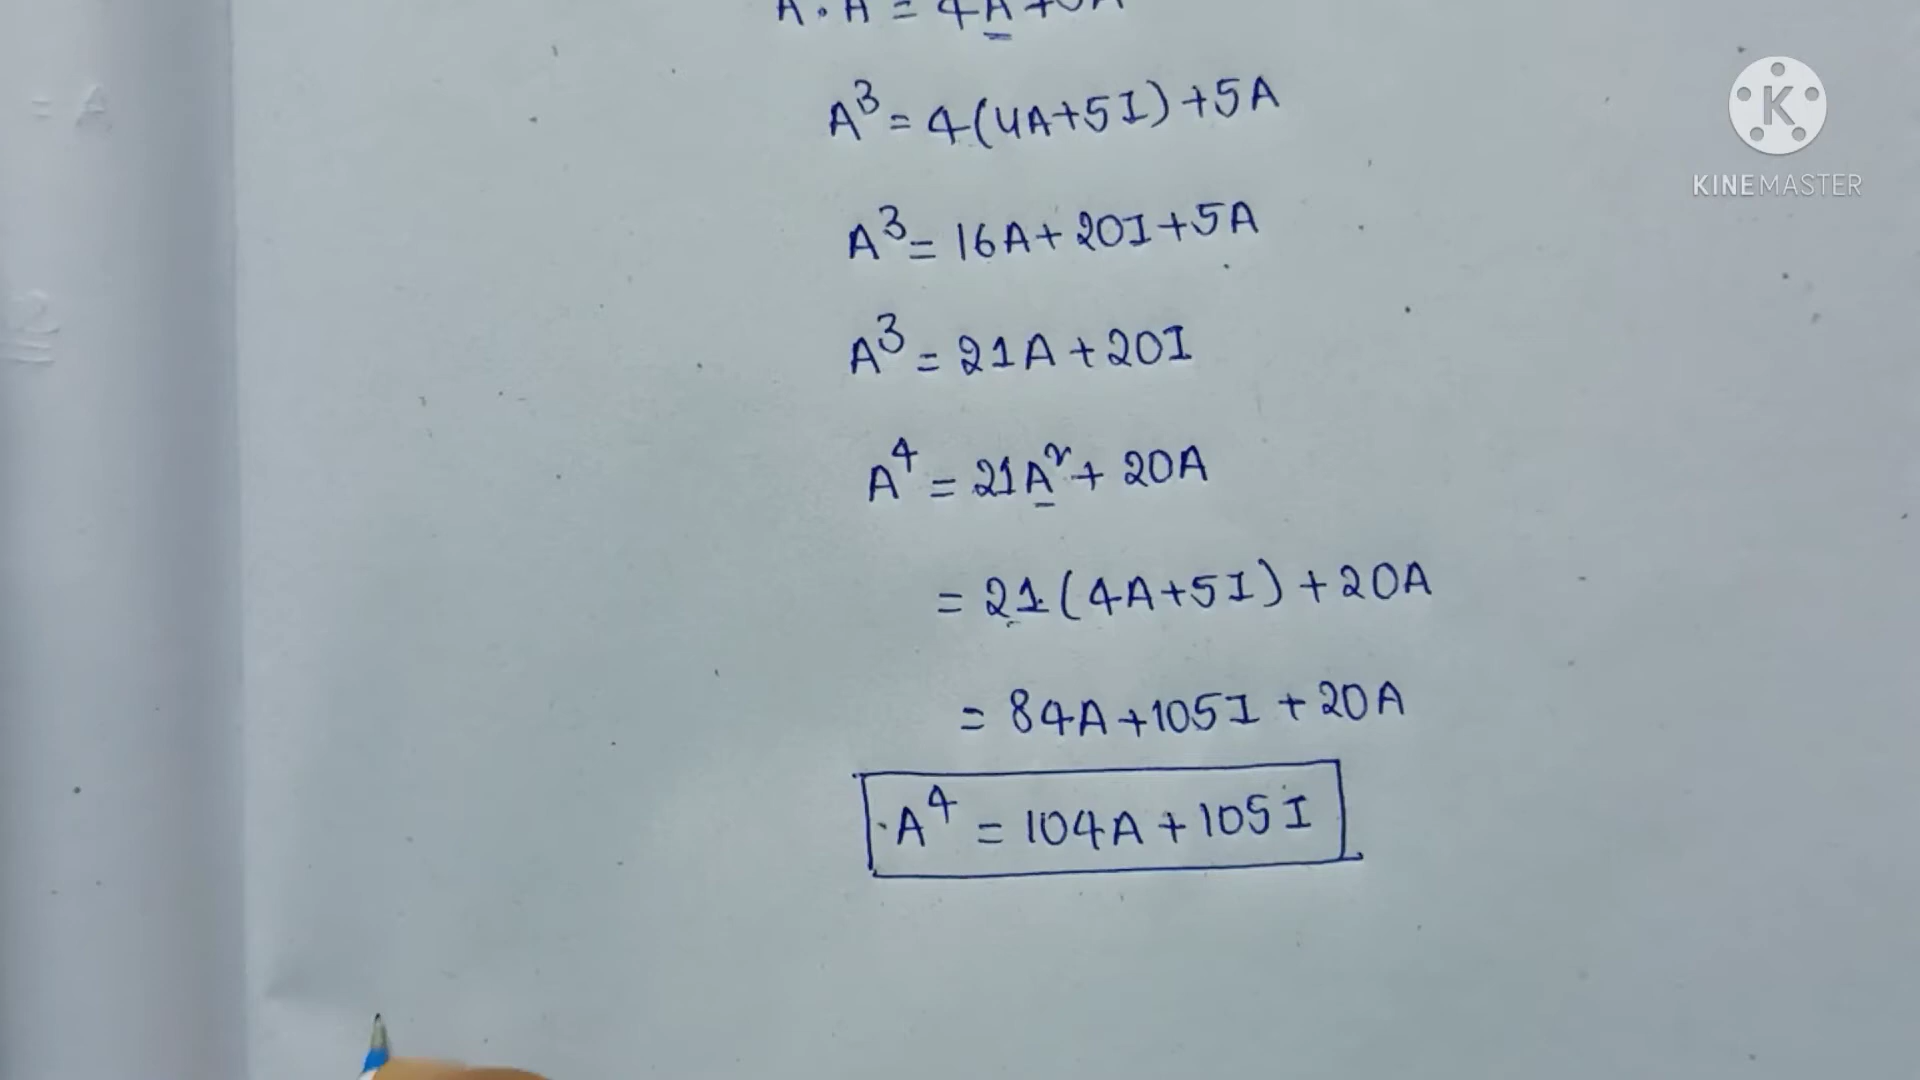 = A
A³ = 4(4A+5I)+5A
A³ = 16A+ 20I+5A
A³ = 21A + 20I
A⁴ = 21A² + 20A
= 21(4A+5I) + 20A
= 84A+105I + 20A
A⁴ = 104A + 105I
K
KINEMASTER